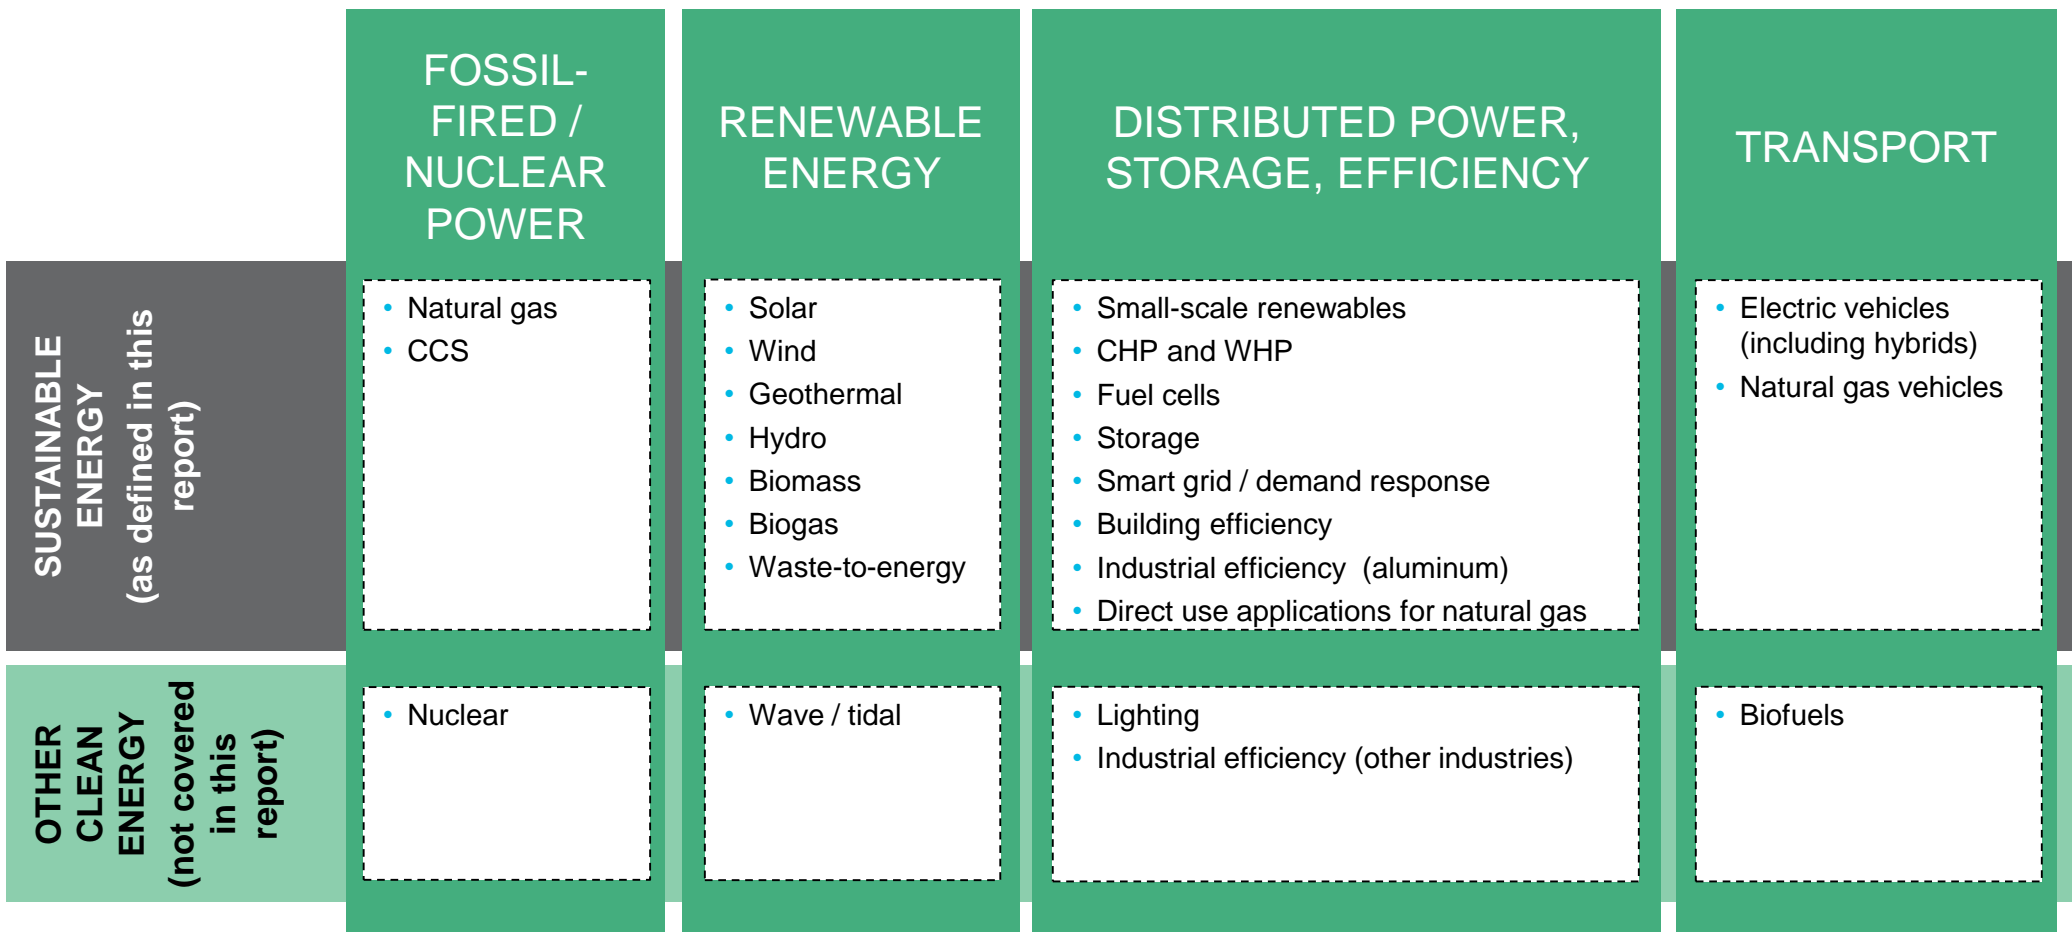 FOSSIL-
FIRED /
NUCLEAR
POWER
RENEWABLE
ENERGY
DISTRIBUTED POWER,
STORAGE, EFFICIENCY
TRANSPORT
SUSTAINABLE
ENERGY
(as defined in this
report)
• Natural gas
• CCS
• Solar
• Wind
• Geothermal
• Hydro
• Biomass
• Biogas
• Waste-to-energy
• Small-scale renewables
• CHP and WHP
• Fuel cells
• Storage
• Smart grid / demand response
• Building efficiency
• Industrial efficiency (aluminum)
• Direct use applications for natural gas
• Electric vehicles
(including hybrids)
• Natural gas vehicles
OTHER
CLEAN
ENERGY
(not covered
in this
report)
• Nuclear
• Wave / tidal
• Lighting
• Industrial efficiency (other industries)
• Biofuels